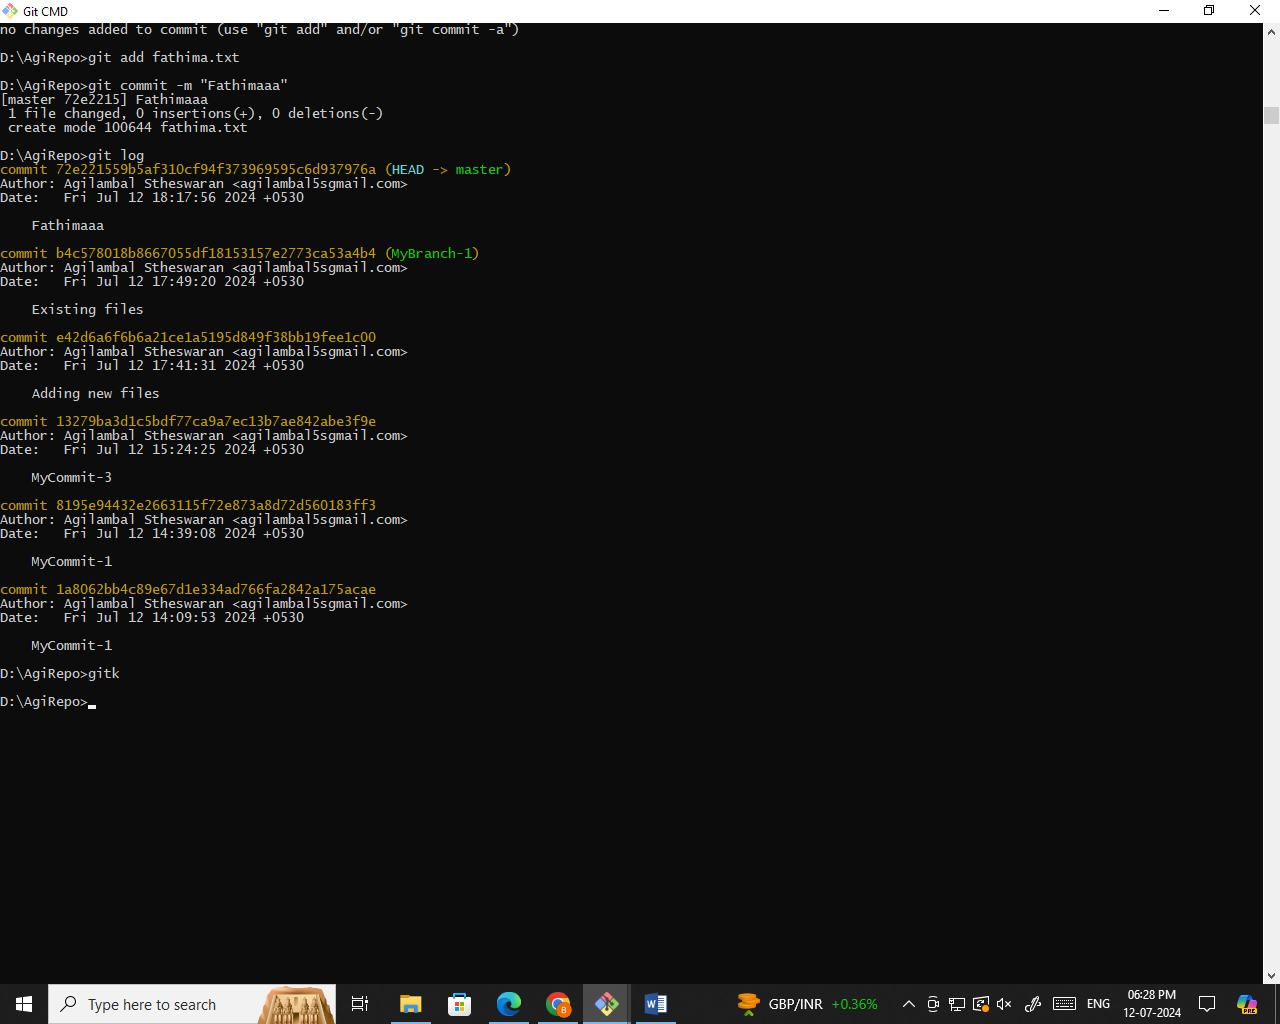 Git CMD
no changes added to commit (use "git add" and/or "git commit -a")
D:\AgiRepo>git add fathima.txt
D:\AgiRepo>git commit -m "Fathimaaa"
[master 72e2215] Fathimaaa
1 file changed, 0 insertions(+), 0 deletions(-)
create mode 100644 fathima.txt
D:\AgiRepo>git log
commit 72e221559b5af310cf94f373969595c6d937976a (HEAD -> master)
Author: Agilambal Stheswaran <agilambal5sgmail.com>
Date:   Fri Jul 12 18:17:56 2024 +0530
Fathimaaa
commit b4c578018b8667055df18153157e2773ca53a4b4 (MyBranch-1)
Author: Agilambal Stheswaran <agilambal5sgmail.com>
Date:   Fri Jul 12 17:49:20 2024 +0530
Existing files
commit e42d6a6f6b6a21ce1a5195d849f38bb19fee1c00
Author: Agilambal Stheswaran <agilambal5sgmail.com>
Date:   Fri Jul 12 17:41:31 2024 +0530
Adding new files
commit 13279ba3d1c5bdf77ca9a7ec13b7ae842abe3f9e
Author: Agilambal Stheswaran <agilambal5sgmail.com>
Date:   Fri Jul 12 15:24:25 2024 +0530
MyCommit-3
commit 8195e94432e2663115f72e873a8d72d560183ff3
Author: Agilambal Stheswaran <agilambal5sgmail.com>
Date:   Fri Jul 12 14:39:08 2024 +0530
MyCommit-1
commit 1a8062bb4c89e67d1e334ad766fa2842a175acae
Author: Agilambal Stheswaran <agilambal5sgmail.com>
Date:   Fri Jul 12 14:09:53 2024 +0530
MyCommit-1
D:\AgiRepo>gitk
D:\AgiRepo>
Type here to search
B
W
GBP/INR +0.36%
ENG
06:28 PM
12-07-2024
PRE